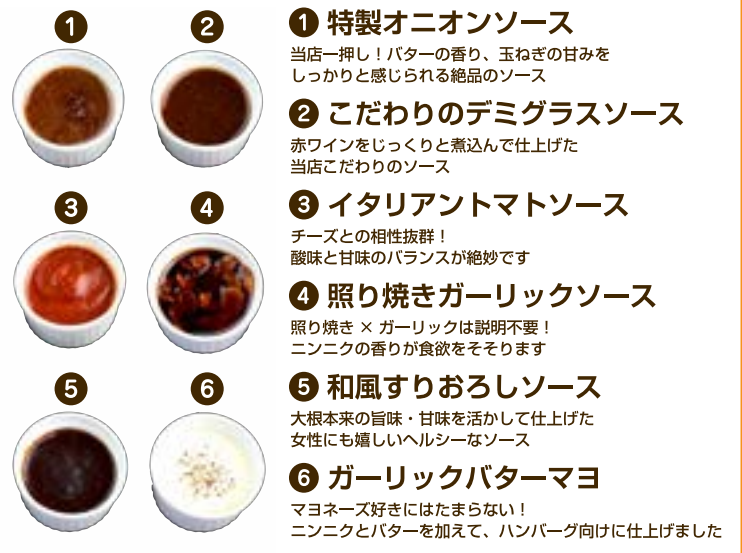 1 2
3 4
5 6
1 特製オニオンソース
当店一押し！バターの香り、玉ねぎの甘みを
しっかりと感じられる絶品のソース
2 こだわりのデミグラスソース
赤ワインをじっくりと煮込んで仕上げた
当店こだわりのソース
3 イタリアントマトソース
チーズとの相性抜群！
酸味と甘味のバランスが絶妙です
4 照り焼きガーリックソース
照り焼き × ガーリックは説明不要！
ニンニクの香りが食欲をそそります
5 和風すりおろしソース
大根本来の旨味・甘味を活かして仕上げた
女性にも嬉しいヘルシーなソース
6 ガーリックバターマヨ
マヨネーズ好きにはたまらない！
ニンニクとバターを加えて、ハンバーグ向けに仕上げました